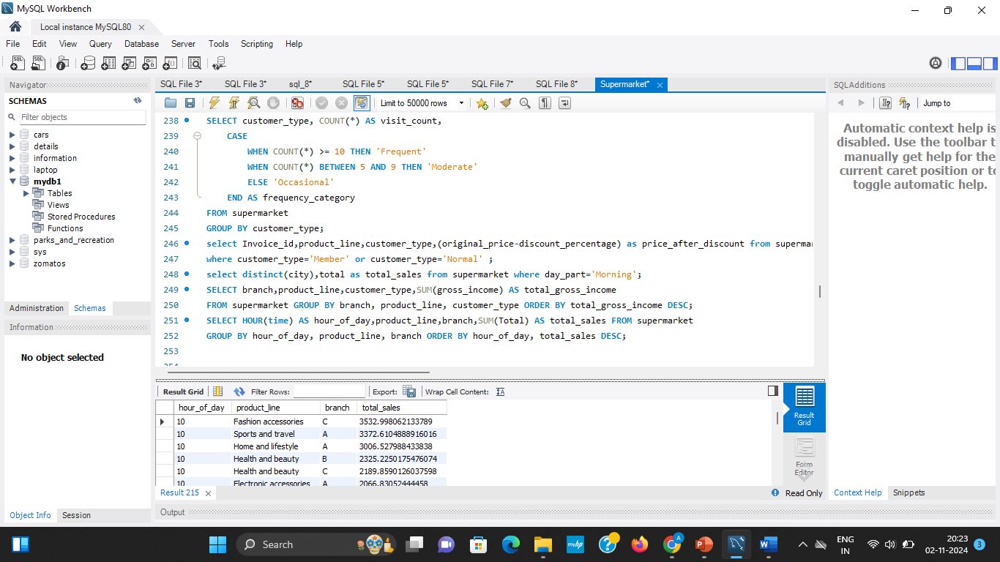 MySQL Workbench
Local instance MySQL80
File Edit View Query Database Server Tools Scripting Help
Navigator
SCHEMAS
Filter objects
cars
details
information
laptop
mydb1
Tables
Views
Stored Procedures
Functions
parks_and_recreation
sys
zomatos
Administration Schemas
Information
No object selected
Object Info Session
SQL File 3* SQL File 3* sql_8* SQL File 5* SQL File 5* SQL File 7* SQL File 8* Supermarket*
Limit to 50000 rows
238 SELECT customer_type, COUNT(*) AS visit_count,
239 CASE
240 WHEN COUNT(*) >= 10 THEN 'Frequent'
241 WHEN COUNT(*) BETWEEN 5 AND 9 THEN 'Moderate'
242 ELSE 'Occasional'
243 END AS frequency_category
244 FROM supermarket
245 GROUP BY customer_type;
246 select Invoice_id,product_line,customer_type,(original_price-discount_percentage) as price_after_discount from supermar
247 where customer_type='Member' or customer_type='Normal' ;
248 select distinct(city),total as total_sales from supermarket where day_part='Morning';
249 SELECT branch,product_line,customer_type,SUM(gross_income) AS total_gross_income
250 FROM supermarket GROUP BY branch, product_line, customer_type ORDER BY total_gross_income DESC;
251 SELECT HOUR(time) AS hour_of_day,product_line,branch,SUM(Total) AS total_sales FROM supermarket
252 GROUP BY hour_of_day, product_line, branch ORDER BY hour_of_day, total_sales DESC;
253
254
Result Grid Filter Rows: Export: Wrap Cell Content:
hour_of_day product_line branch total_sales
10 Fashion accessories C 3532.998062133789
10 Sports and travel A 3372.6104888916016
10 Home and lifestyle A 3006.527988433838
10 Health and beauty B 2325.2250175476074
10 Health and beauty C 2189.8590126037598
10 Electronic accessories A 2066.83052444458
Result Grid
Form Editor
Result 215
Read Only
Output
SQLAdditions
Jump to
Automatic context help is
disabled. Use the toolbar t
manually get help for the
current caret position or to
toggle automatic help.
Context Help Snippets
Search
myhp
A
ENG
IN
20:23
02-11-2024
3